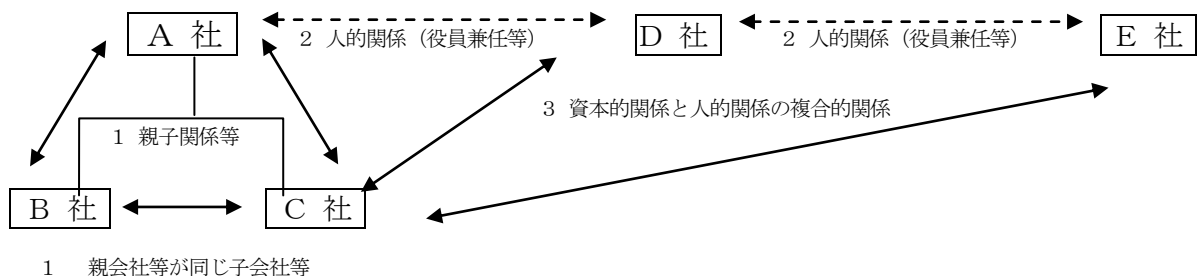 A 社
D 社
E 社
2 人的関係（役員兼任等）
2 人的関係（役員兼任等）
3 資本的関係と人的関係の複合的関係
1 親子関係等
B 社
C 社
1 親会社等が同じ子会社等